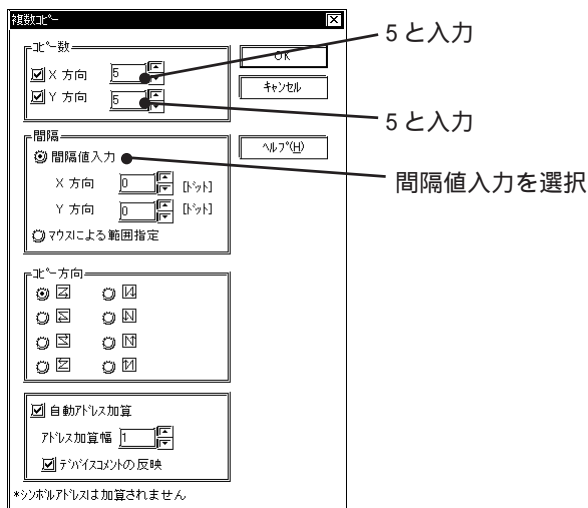 複数ｺﾋﾟｰ
ｺﾋﾟｰ数
X 方向 5
Y 方向 5
OK
ｷｬﾝｾﾙ
ﾍﾙﾌﾟ(H)
5と入力
5と入力
間隔値入力を選択
間隔
間隔値入力
X 方向 0 [ﾄﾞｯﾄ]
Y 方向 0 [ﾄﾞｯﾄ]
ﾏｳｽによる範囲指定
ｺﾋﾟｰ方向
自動ｱﾄﾞﾚｽ加算
ｱﾄﾞﾚｽ加算幅 1
ﾃﾞﾊﾞｲｽｺﾒﾝﾄの反映
*ｼﾝﾎﾞﾙｱﾄﾞﾚｽは加算されません